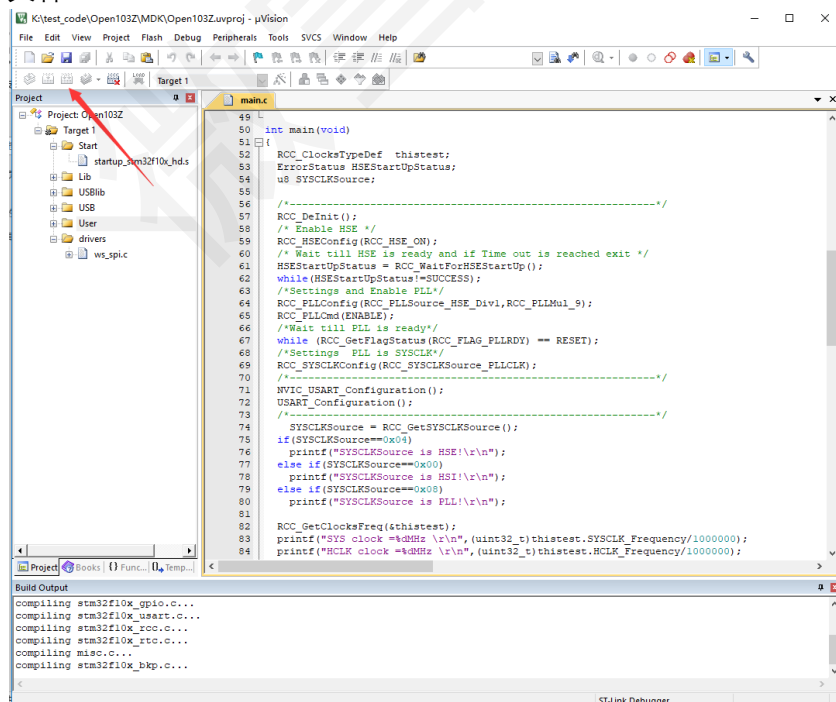 K:\test_code\Open103Z\MDK\Open103Z.uvproj - µVision
File Edit View Project Flash Debug Peripherals Tools SVCS Window Help
Target 1
Project
main.c
Project: Open103Z
Target 1
Start
startup_stm32f10x_hd.s
Lib
USBlib
USB
User
drivers
ws_spi.c
49
50 int main(void)
51 {
52 RCC_ClocksTypeDef thistest;
53 ErrorStatus HSEStartUpStatus;
54 u8 SYSCLKSource;
55
56 /*----------------------------------------------------------*/
57 RCC_DeInit();
58 /* Enable HSE */
59 RCC_HSEConfig(RCC_HSE_ON);
60 /* Wait till HSE is ready and if Time out is reached exit */
61 HSEStartUpStatus = RCC_WaitForHSEStartUp();
62 while(HSEStartUpStatus!=SUCCESS);
63 /*Settings and Enable PLL*/
64 RCC_PLLConfig(RCC_PLLSource_HSE_Div1,RCC_PLLMul_9);
65 RCC_PLLCmd(ENABLE);
66 /*Wait till PLL is ready*/
67 while (RCC_GetFlagStatus(RCC_FLAG_PLLRDY) == RESET);
68 /*Settings PLL is SYSCLK*/
69 RCC_SYSCLKConfig(RCC_SYSCLKSource_PLLCLK);
70 /*----------------------------------------------------------*/
71 NVIC_USART_Configuration();
72 USART_Configuration();
73 /*----------------------------------------------------------*/
74 SYSCLKSource = RCC_GetSYSCLKSource();
75 if(SYSCLKSource==0x04)
76 printf("SYSCLKSource is HSE!\r\n");
77 else if(SYSCLKSource==0x00)
78 printf("SYSCLKSource is HSI!\r\n");
79 else if(SYSCLKSource==0x08)
80 printf("SYSCLKSource is PLL!\r\n");
81
82 RCC_GetClocksFreq(&thistest);
83 printf("SYS clock =%dMHz \r\n",(uint32_t)thistest.SYSCLK_Frequency/1000000);
84 printf("HCLK clock =%dMHz \r\n",(uint32_t)thistest.HCLK_Frequency/1000000);
Project Books {} Func... Temp...
Build Output
compiling stm32f10x_gpio.c...
compiling stm32f10x_usart.c...
compiling stm32f10x_rcc.c...
compiling stm32f10x_rtc.c...
compiling misc.c...
compiling stm32f10x_bkp.c...
ST-Link Debugger